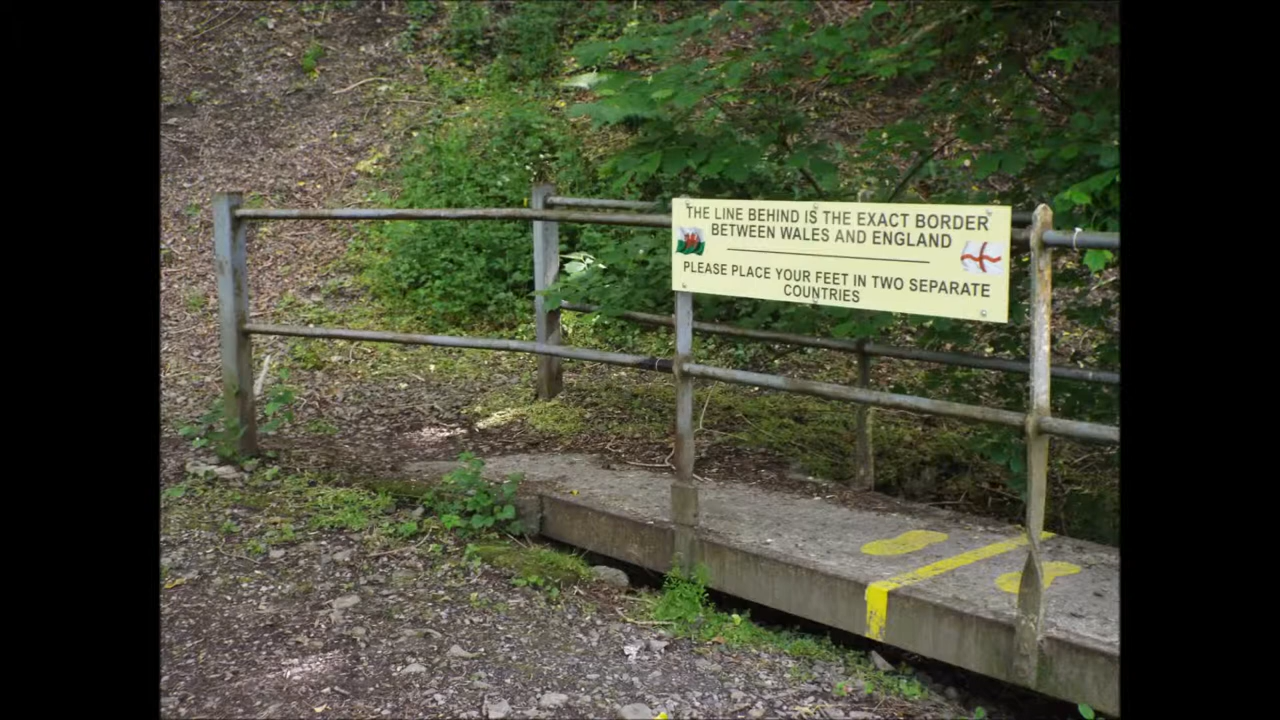 THE LINE BEHIND IS THE EXACT BORDER
BETWEEN WALES AND ENGLAND
PLEASE PLACE YOUR FEET IN TWO SEPARATE
COUNTRIES